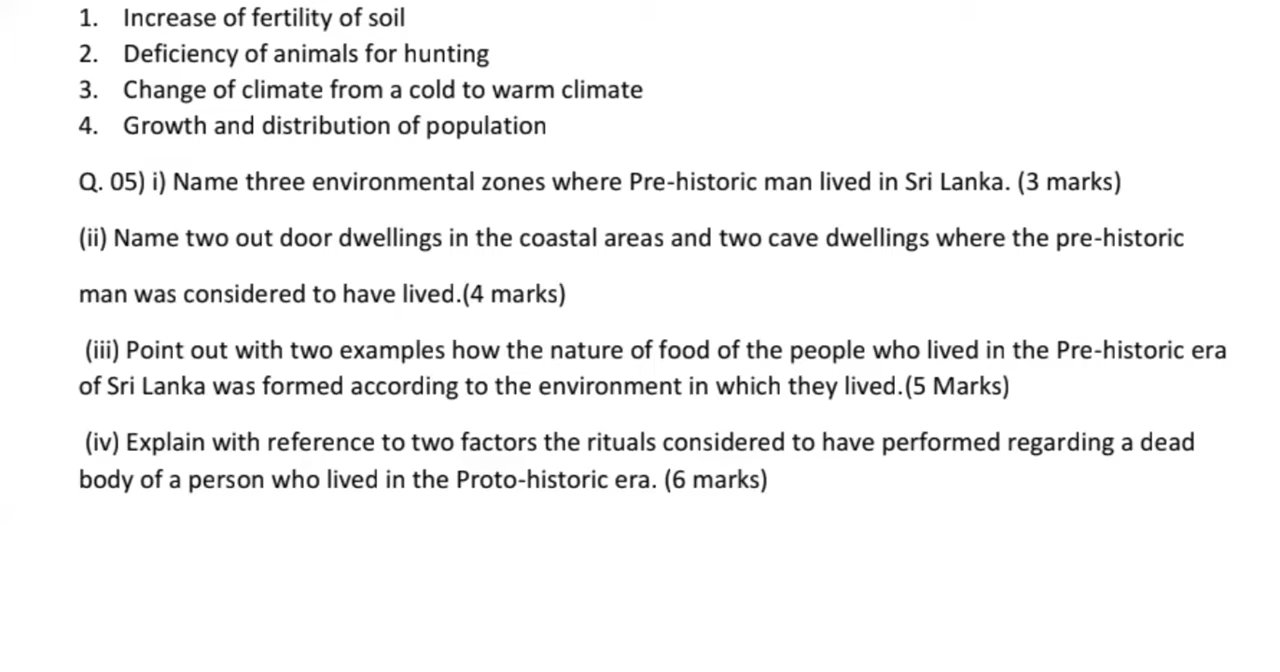 1. Increase of fertility of soil
2. Deficiency of animals for hunting
3. Change of climate from a cold to warm climate
4. Growth and distribution of population
Q. 05) i) Name three environmental zones where Pre-historic man lived in Sri Lanka. (3 marks)
(ii) Name two out door dwellings in the coastal areas and two cave dwellings where the pre-historic
man was considered to have lived.(4 marks)
(iii) Point out with two examples how the nature of food of the people who lived in the Pre-historic era
of Sri Lanka was formed according to the environment in which they lived.(5 Marks)
(iv) Explain with reference to two factors the rituals considered to have performed regarding a dead
body of a person who lived in the Proto-historic era. (6 marks)